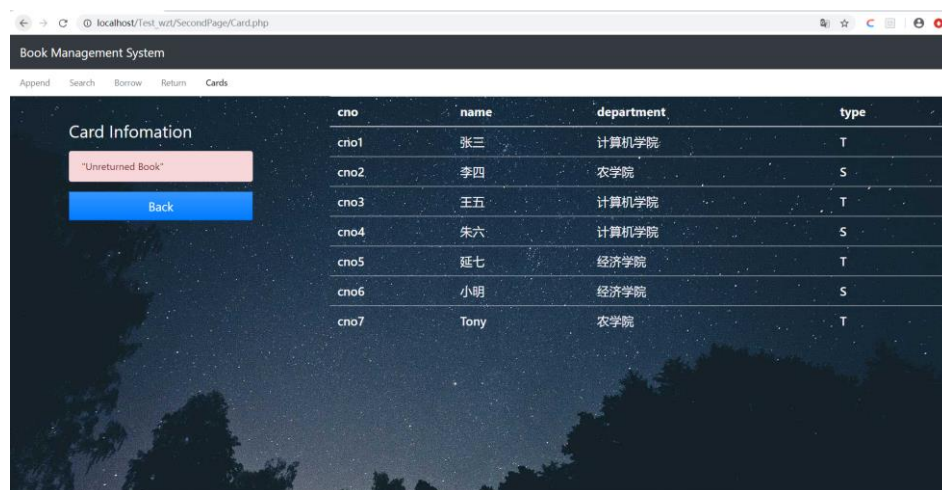 localhost/Test_wzt/SecondPage/Card.php
Book Management System
Append Search Borrow Return Cards
Card Infomation
"Unreturned Book"
Back
cno name department type
cno1 张三 计算机学院 T
cno2 李四 农学院 S
cno3 王五 计算机学院 T
cno4 朱六 计算机学院 S
cno5 延七 经济学院 T
cno6 小明 经济学院 S
cno7 Tony 农学院 T